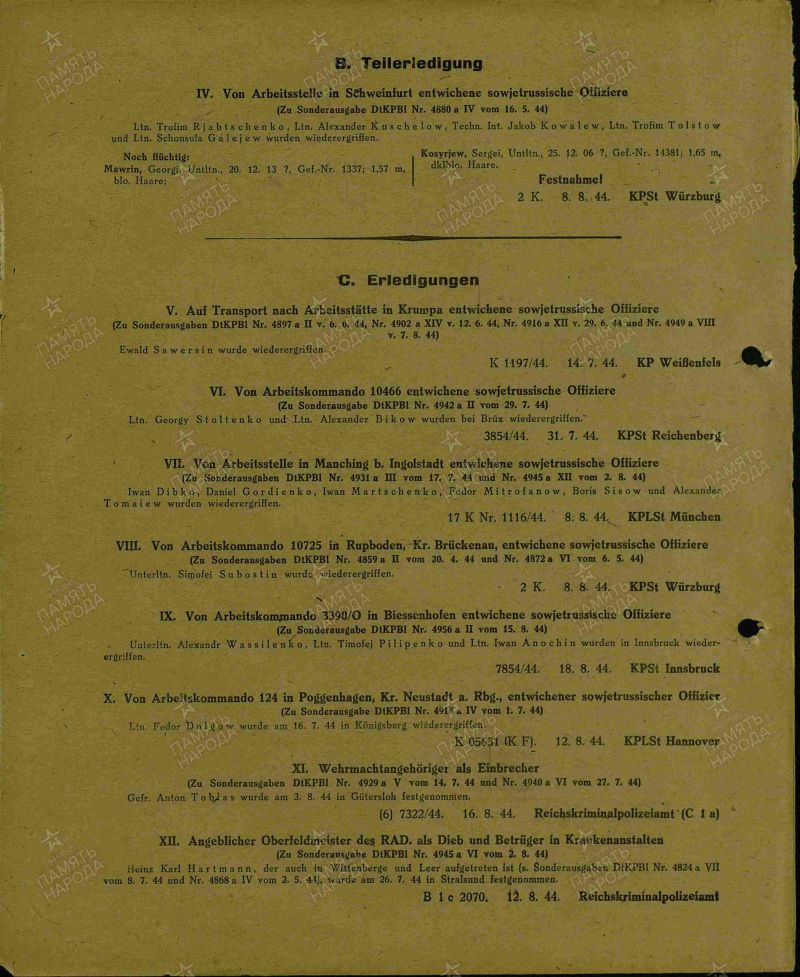 B. Teilerledigung
IV. Von Arbeitsstelle in Schweinfurt entwichene sowjetrussische Offiziere
(Zu Sonderausgabe DtKPBl Nr. 4880 a IV vom 16. 5. 44)
Ltn. Trofim Rjabtschenko, Ltn. Alexander Kuschelow, Techn. Int. Jakob Kowalew, Ltn. Trofim Tolstow
und Ltn. Schonsula Galejew wurden wiederergriffen.
Noch flüchtig:
Mawrin, Georgi, Untltn., 20. 12. 13 ?, Gef.-Nr. 1337; 1,57 m,
blo. Haare;
Kosyrjew, Sergei, Untltn., 25. 12. 06 ?, Gef.-Nr. 14381; 1,65 m,
dklblo. Haare.
Festnahme!
2 K. 8. 8. 44. KPSt Würzburg
C. Erledigungen
V. Auf Transport nach Arbeitsstätte in Krumpa entwichene sowjetrussische Offiziere
(Zu Sonderausgaben DtKPBl Nr. 4897 a II v. 6. 6. 44, Nr. 4902 a XIV v. 12. 6. 44, Nr. 4916 a XII v. 29. 6. 44 und Nr. 4949 a VIII
v. 7. 8. 44)
Ewald Sawersin wurde wiederergriffen.
K 1197/44. 14. 7. 44. KP Weißenfels
VI. Von Arbeitskommando 10466 entwichene sowjetrussische Offiziere
(Zu Sonderausgabe DtKPBl Nr. 4942 a II vom 29. 7. 44)
Ltn. Georgy Stoltenko und Ltn. Alexander Bikow wurden bei Brüx wiederergriffen.
3854/44. 31. 7. 44. KPSt Reichenberg
VII. Von Arbeitsstelle in Manching b. Ingolstadt entwichene sowjetrussische Offiziere
(Zu Sonderausgaben DtKPBl Nr. 4931 a III vom 17. 7. 44 und Nr. 4945 a XII vom 2. 8. 44)
Iwan Dibko, Daniel Gordienko, Iwan Martschenko, Fedor Mitrofanow, Boris Sisow und Alexander
Tomaiew wurden wiederergriffen.
17 K Nr. 1116/44. 8. 8. 44. KPLSt München
VIII. Von Arbeitskommando 10725 in Rupboden, Kr. Brückenau, entwichene sowjetrussische Offiziere
(Zu Sonderausgabe DtKPBl Nr. 4859 a II vom 20. 4. 44 und Nr. 4872 a VI vom 6. 5. 44)
Unterltn. Simofei Subostin wurde wiederergriffen.
2 K. 8. 8. 44. KPSt Würzburg
IX. Von Arbeitskommando 3398/O in Biessenhofen entwichene sowjetrussische Offiziere
(Zu Sonderausgabe DtKPBl Nr. 4956 a II vom 15. 8. 44)
Unterltn. Alexandr Wassilenko, Ltn. Timofej Pilipenko und Ltn. Iwan Anochin wurden in Innsbruck wieder-
ergriffen.
7854/44. 18. 8. 44. KPSt Innsbruck
X. Von Arbeitskommando 124 in Poggenhagen, Kr. Neustadt a. Rbg., entwichener sowjetrussischer Offizier
(Zu Sonderausgabe DtKPBl Nr. 4918 a IV vom 1. 7. 44)
Ltn. Fedor Dolgow wurde am 16. 7. 44 in Königsberg wiederergriffen.
K 05631 (K F). 12. 8. 44. KPLSt Hannover
XI. Wehrmachtangehöriger als Einbrecher
(Zu Sonderausgaben DtKPBl Nr. 4929 a V vom 14. 7. 44 und Nr. 4940 a VI vom 27. 7. 44)
Gefr. Anton Tobias wurde am 3. 8. 44 in Gütersloh festgenommen.
(6) 7322/44. 16. 8. 44. Reichskriminalpolizeiamt (C 1 a)
XII. Angeblicher Oberfeldmeister des RAD. als Dieb und Betrüger in Krankenanstalten
(Zu Sonderausgabe DtKPBl Nr. 4945 a VI vom 2. 8. 44)
Heinz Karl Hartmann, der auch in Wittenberge und Leer aufgetreten ist (s. Sonderausgaben DtKPBl Nr. 4824 a VII
vom 8. 7. 44 und Nr. 4868 a IV vom 2. 5. 44), wurde am 26. 7. 44 in Stralsund festgenommen.
B 1 c 2070. 12. 8. 44. Reichskriminalpolizeiamt
ПАМЯТЬ
НАРОДА